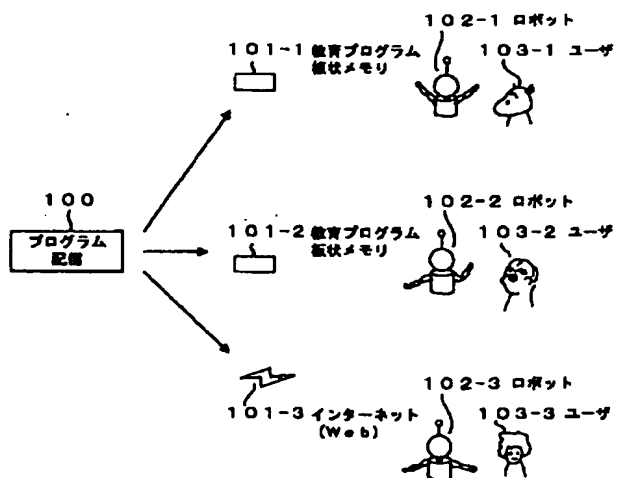 102-1 ロボット
101-1 教育プログラム
板状メモリ
103-1 ユーザ
100
プログラム
配信
102-2 ロボット
101-2 教育プログラム
板状メモリ
103-2 ユーザ
102-3 ロボット
101-3 インターネット
(Web)
103-3 ユーザ